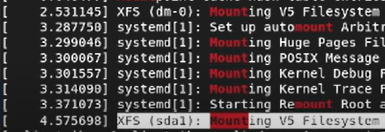 2.531145] XFS (dm-0): Mounting V5 Filesystem
3.287750] systemd[1]: Set up automount Arbitr
3.299046] systemd[1]: Mounting Huge Pages Fi
3.300067] systemd[1]: Mounting POSIX Message
3.301557] systemd[1]: Mounting Kernel Debug F
3.314090] systemd[1]: Mounting Kernel Trace F
3.371073] systemd[1]: Starting Remount Root a
4.575698] XFS (sda1): Mounting V5 Filesystem